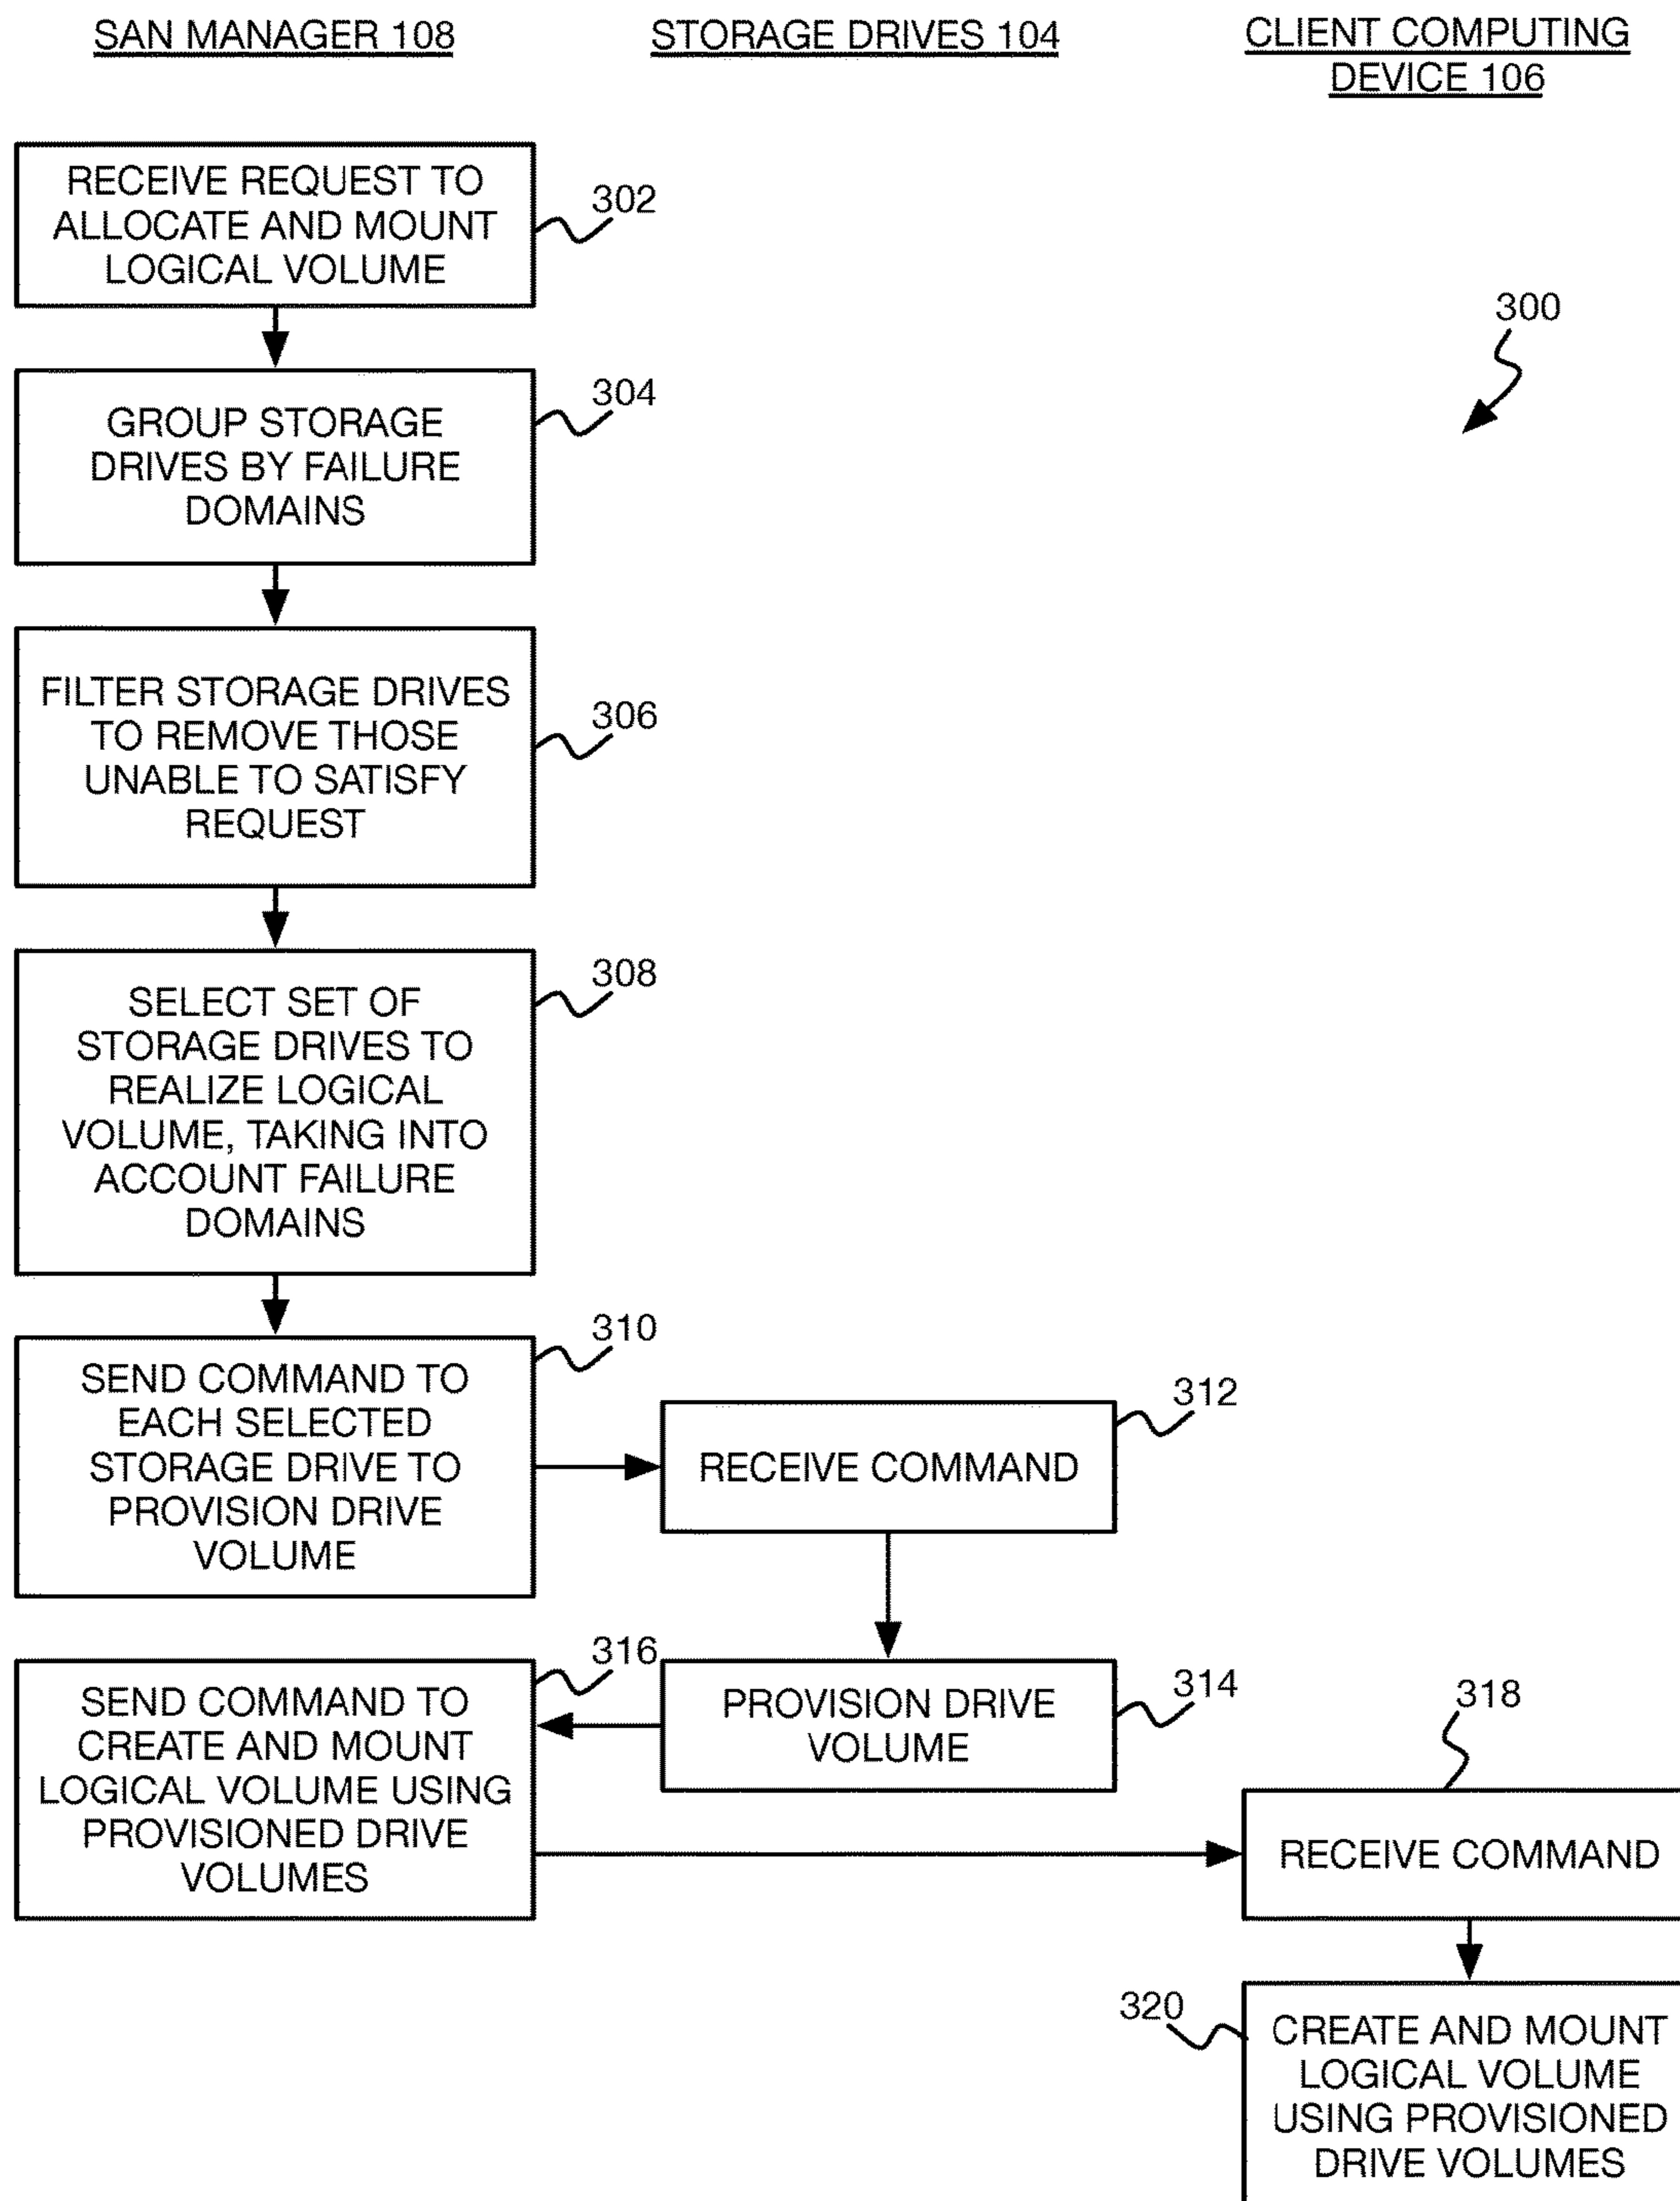 SAN MANAGER 108
STORAGE DRIVES 104
CLIENT COMPUTING
DEVICE 106
RECEIVE REQUEST TO
ALLOCATE AND MOUNT
LOGICAL VOLUME
302
300
GROUP STORAGE
DRIVES BY FAILURE
DOMAINS
304
FILTER STORAGE DRIVES
TO REMOVE THOSE
UNABLE TO SATISFY
REQUEST
306
SELECT SET OF
STORAGE DRIVES TO
REALIZE LOGICAL
VOLUME, TAKING INTO
ACCOUNT FAILURE
DOMAINS
308
SEND COMMAND TO
EACH SELECTED
STORAGE DRIVE TO
PROVISION DRIVE
VOLUME
310
RECEIVE COMMAND
312
PROVISION DRIVE
VOLUME
314
SEND COMMAND TO
CREATE AND MOUNT
LOGICAL VOLUME USING
PROVISIONED DRIVE
VOLUMES
316
RECEIVE COMMAND
318
CREATE AND MOUNT
LOGICAL VOLUME
USING PROVISIONED
DRIVE VOLUMES
320